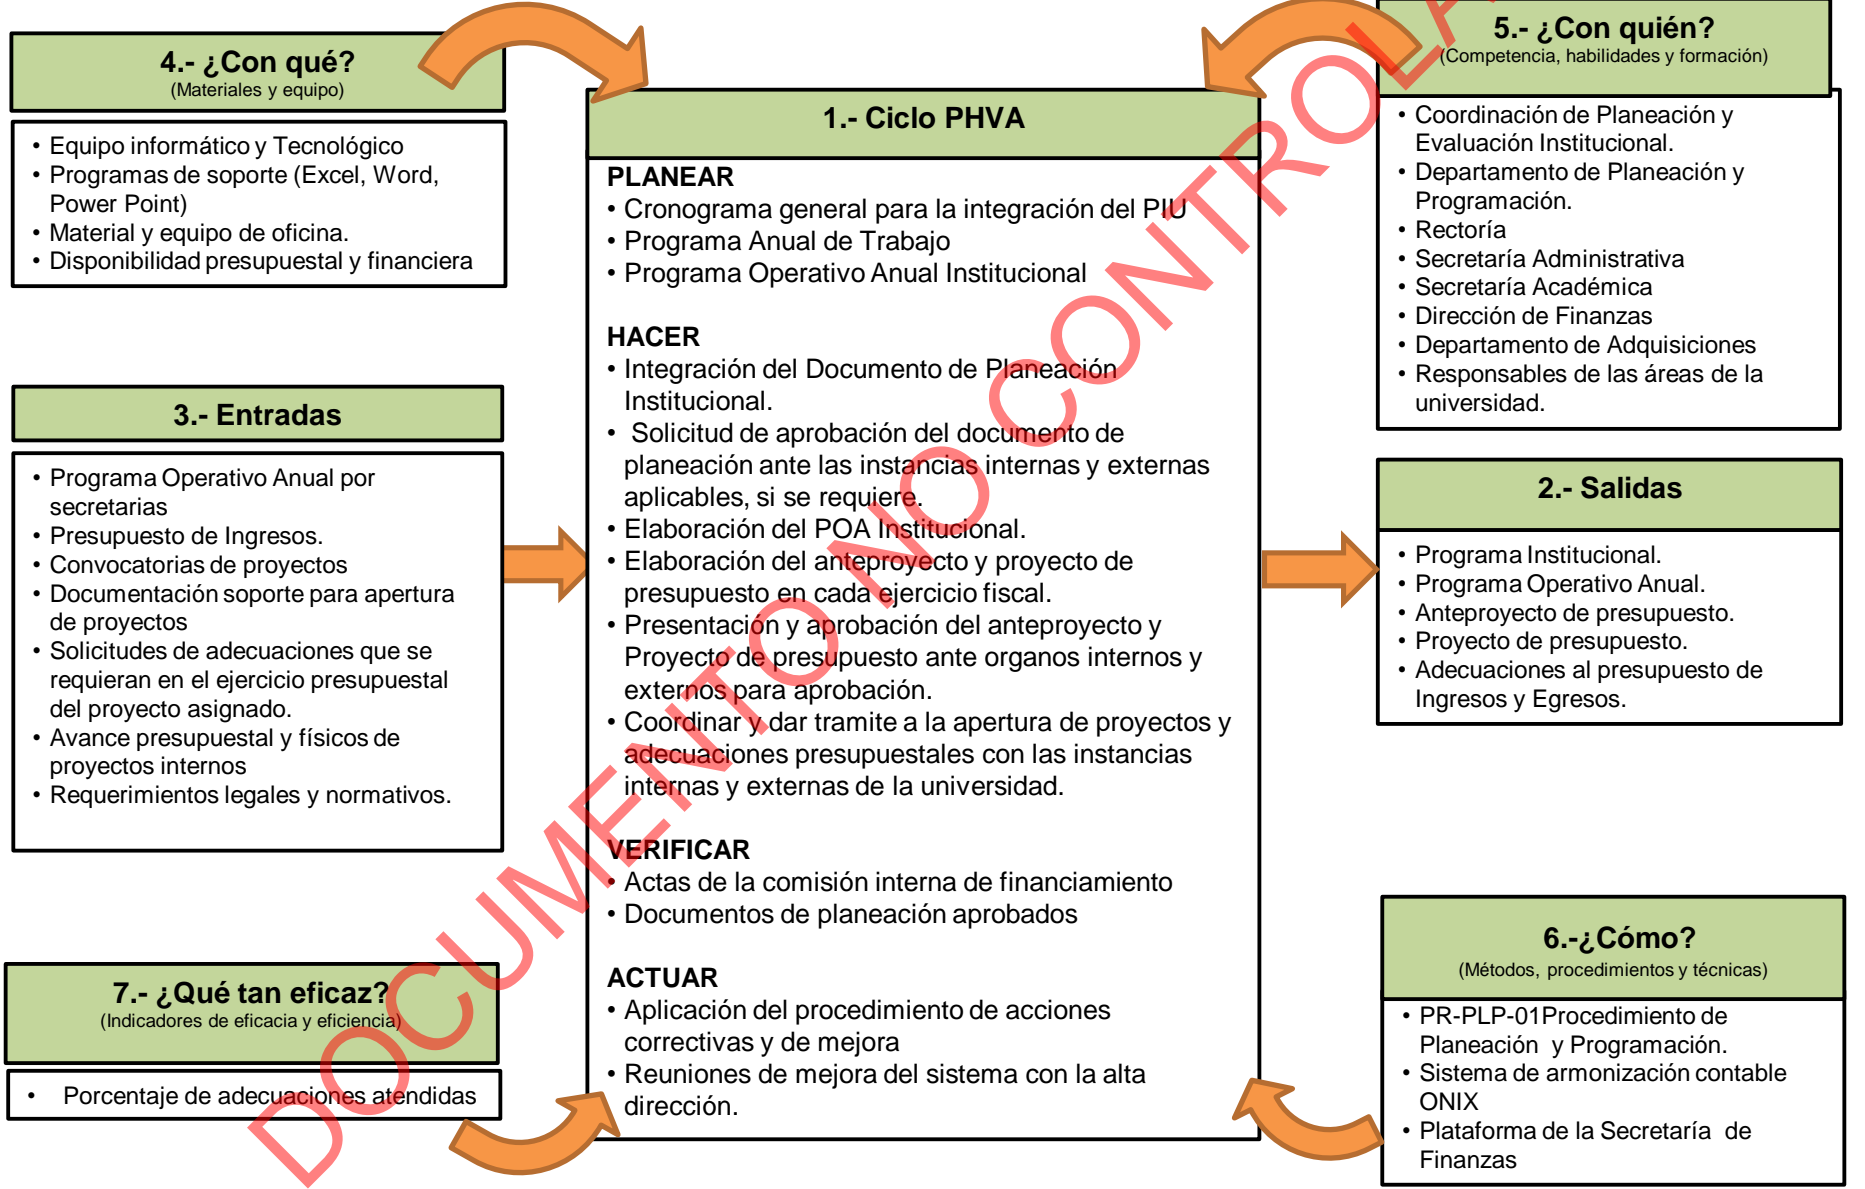 4.- ¿Con qué?
(Materiales y equipo)
• Equipo informático y Tecnológico
• Programas de soporte (Excel, Word,
Power Point)
• Material y equipo de oficina.
• Disponibilidad presupuestal y financiera
3.- Entradas
• Programa Operativo Anual por
secretarias
• Presupuesto de Ingresos.
• Convocatorias de proyectos
• Documentación soporte para apertura
de proyectos
• Solicitudes de adecuaciones que se
requieran en el ejercicio presupuestal
del proyecto asignado.
• Avance presupuestal y físicos de
proyectos internos
• Requerimientos legales y normativos.
7.- ¿Qué tan eficaz?
(Indicadores de eficacia y eficiencia)
• Porcentaje de adecuaciones atendidas
1.- Ciclo PHVA
PLANEAR
• Cronograma general para la integración del PIU
• Programa Anual de Trabajo
• Programa Operativo Anual Institucional
HACER
• Integración del Documento de Planeación
Institucional.
• Solicitud de aprobación del documento de
planeación ante las instancias internas y externas
aplicables, si se requiere.
• Elaboración del POA Institucional.
• Elaboración del anteproyecto y proyecto de
presupuesto en cada ejercicio fiscal.
• Presentación y aprobación del anteproyecto y
Proyecto de presupuesto ante organos internos y
externos para aprobación.
• Coordinar y dar tramite a la apertura de proyectos y
adecuaciones presupuestales con las instancias
internas y externas de la universidad.
VERIFICAR
• Actas de la comisión interna de financiamiento
• Documentos de planeación aprobados
ACTUAR
• Aplicación del procedimiento de acciones
correctivas y de mejora
• Reuniones de mejora del sistema con la alta
dirección.
5.- ¿Con quién?
(Competencia, habilidades y formación)
• Coordinación de Planeación y
Evaluación Institucional.
• Departamento de Planeación y
Programación.
• Rectoría
• Secretaría Administrativa
• Secretaría Académica
• Dirección de Finanzas
• Departamento de Adquisiciones
• Responsables de las áreas de la
universidad.
2.- Salidas
• Programa Institucional.
• Programa Operativo Anual.
• Anteproyecto de presupuesto.
• Proyecto de presupuesto.
• Adecuaciones al presupuesto de
Ingresos y Egresos.
6.-¿Cómo?
(Métodos, procedimientos y técnicas)
• PR-PLP-01Procedimiento de
Planeación y Programación.
• Sistema de armonización contable
ONIX
• Plataforma de la Secretaría de
Finanzas
DOCUMENTO NO CONTROLA